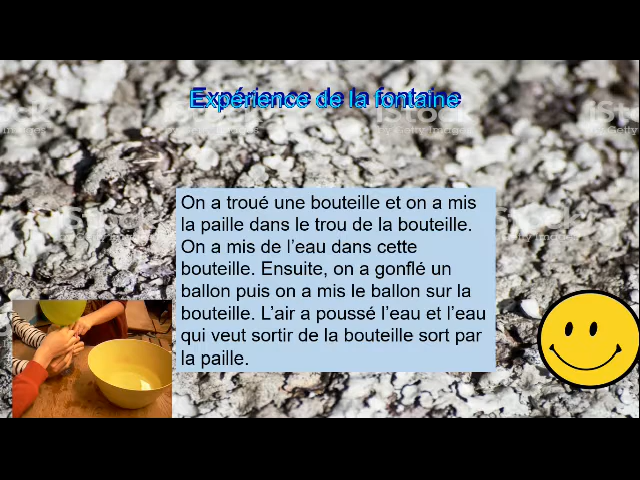 Expérience de la fontaine
On a troué une bouteille et on a mis
la paille dans le trou de la bouteille.
On a mis de l'eau dans cette
bouteille. Ensuite, on a gonflé un
ballon puis on a mis le ballon sur la
bouteille. L'air a poussé l'eau et l'eau
qui veut sortir de la bouteille sort par
la paille.